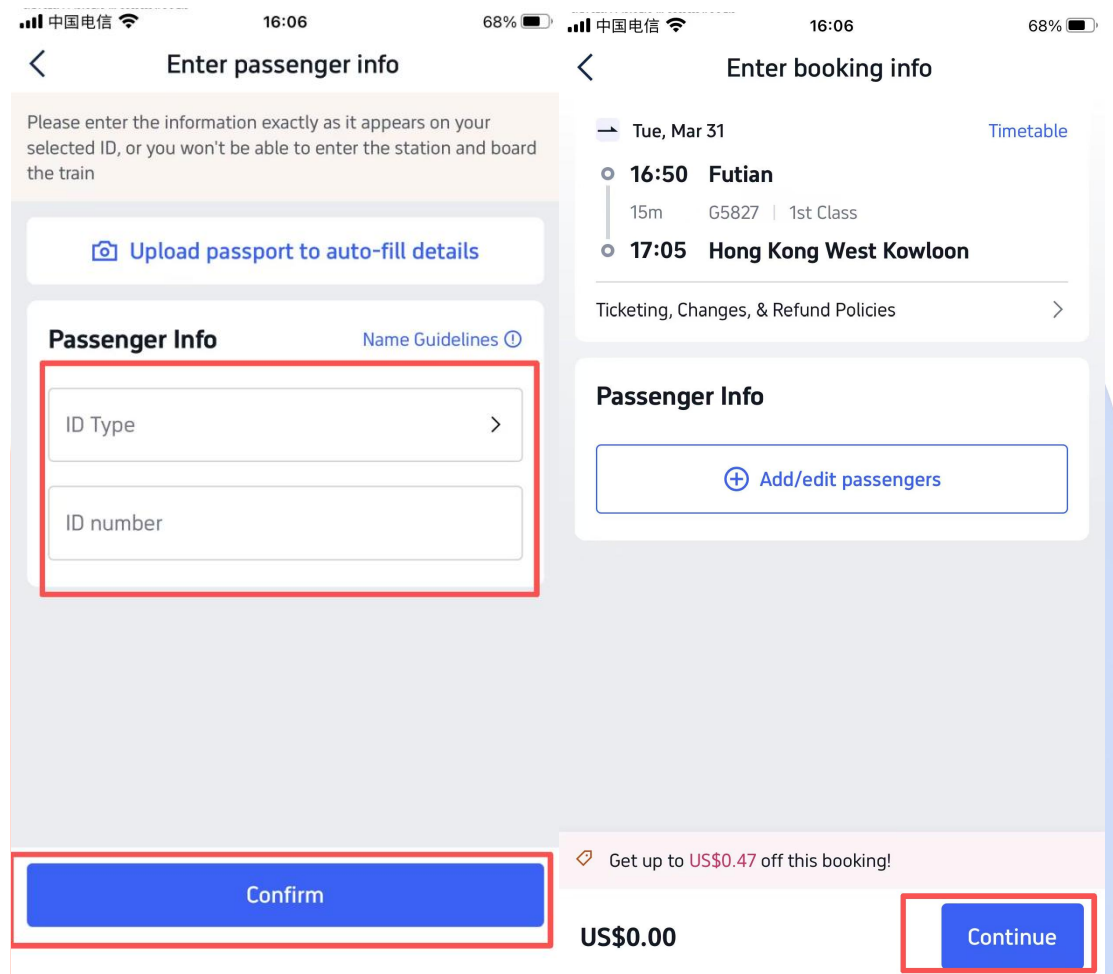 中国电信
16:06
68%
Enter passenger info
Please enter the information exactly as it appears on your
selected ID, or you won't be able to enter the station and board
the train
Upload passport to auto-fill details
Passenger Info
Name Guidelines
ID Type
ID number
Confirm
中国电信
16:06
68%
Enter booking info
Tue, Mar 31
Timetable
16:50 Futian
15m G5827 | 1st Class
17:05 Hong Kong West Kowloon
Ticketing, Changes, & Refund Policies
Passenger Info
Add/edit passengers
Get up to US$0.47 off this booking!
US$0.00
Continue